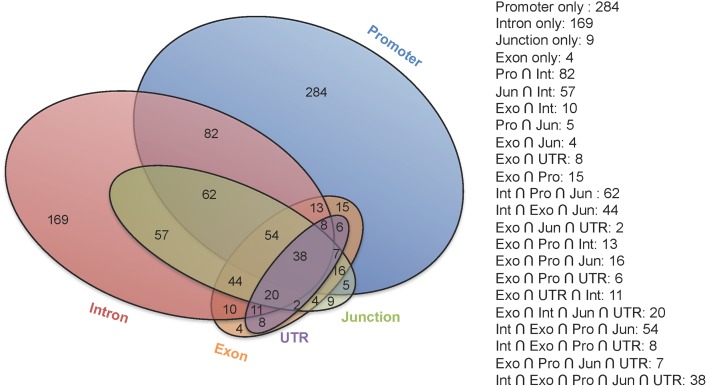 Promoter
284
82
62
169
57
54
13
15
8
6
38
7
16
5
44
20
10
11
2
4
9
4
8
Intron
Exon
UTR
Junction
Promoter only : 284
Intron only: 169
Junction only: 9
Exon only: 4
Pro ∩ Int: 82
Jun ∩ Int: 57
Exo ∩ Int: 10
Pro ∩ Jun: 5
Exo ∩ Jun: 4
Exo ∩ UTR: 8
Exo ∩ Pro: 15
Int ∩ Pro ∩ Jun : 62
Int ∩ Exo ∩ Jun: 44
Exo ∩ Jun ∩ UTR: 2
Exo ∩ Pro ∩ Int: 13
Exo ∩ Pro ∩ Jun: 16
Exo ∩ Pro ∩ UTR: 6
Exo ∩ UTR ∩ Int: 11
Exo ∩ Int ∩ Jun ∩ UTR: 20
Int ∩ Exo ∩ Pro ∩ Jun: 54
Int ∩ Exo ∩ Pro ∩ UTR: 8
Exo ∩ Pro ∩ Jun ∩ UTR: 7
Int ∩ Exo ∩ Pro ∩ Jun ∩ UTR: 38